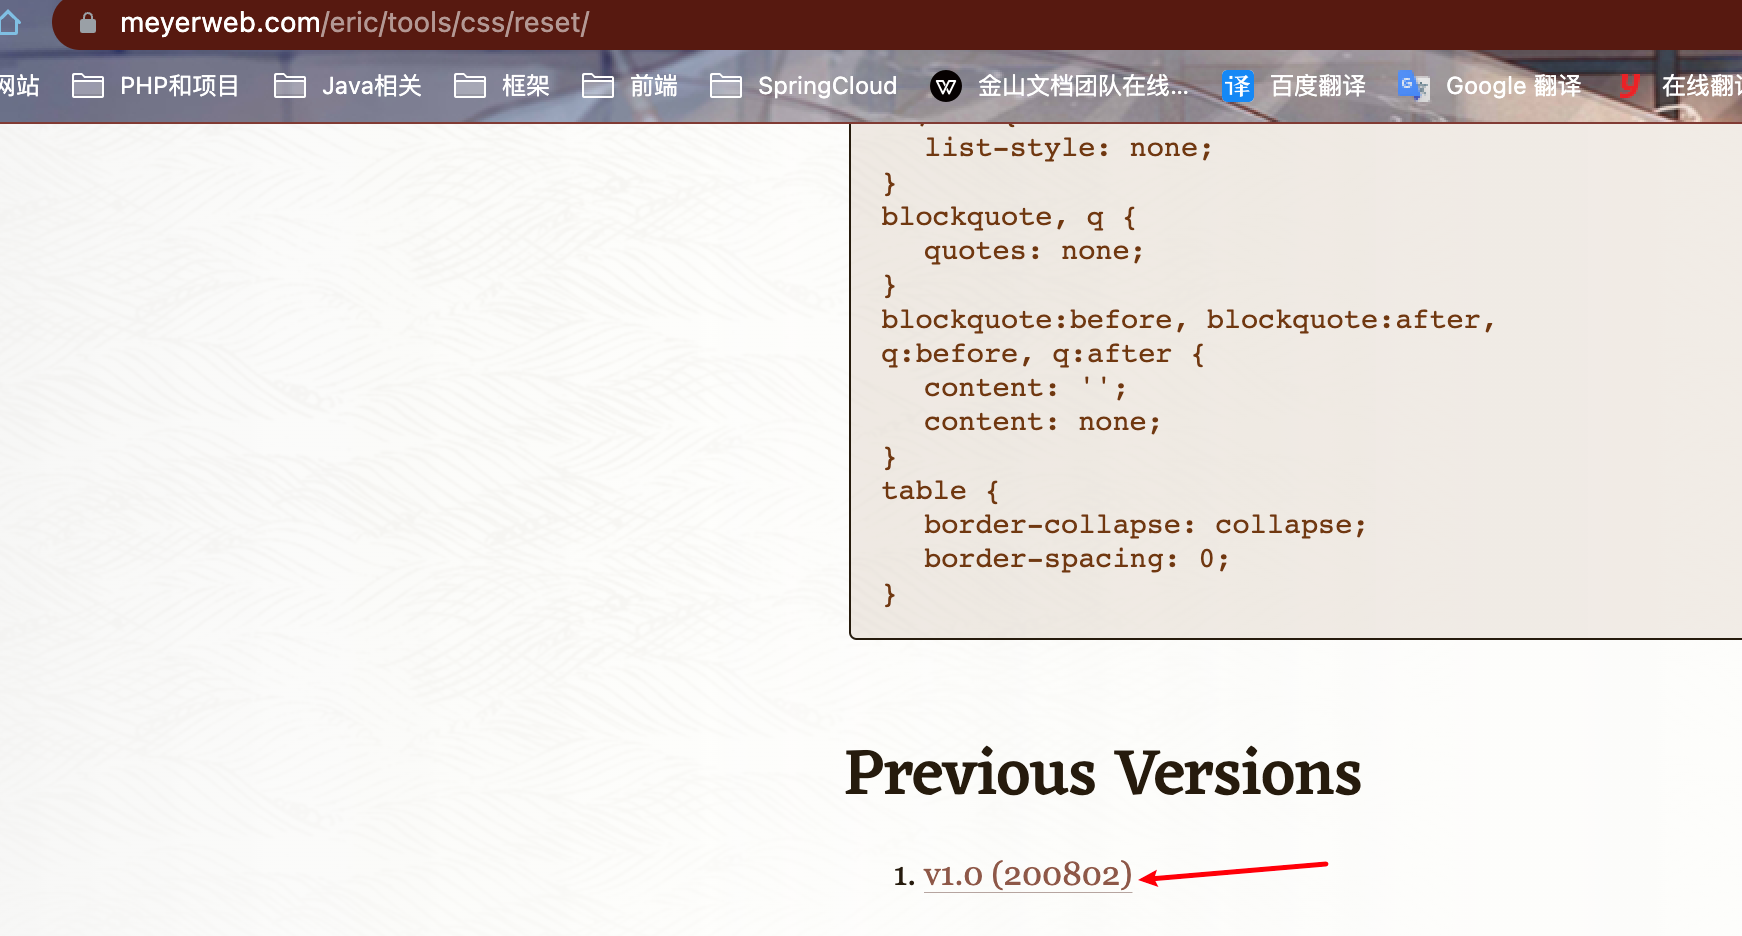 meyerweb.com/eric/tools/css/reset/
网站 PHP和项目 Java相关 框架 前端 SpringCloud W 金山文档团队在线... 译 百度翻译 G Google 翻译 y 在线翻
list-style: none;
}
blockquote, q {
quotes: none;
}
blockquote:before, blockquote:after,
q:before, q:after {
content: '';
content: none;
}
table {
border-collapse: collapse;
border-spacing: 0;
}
Previous Versions
1. v1.0 (200802)